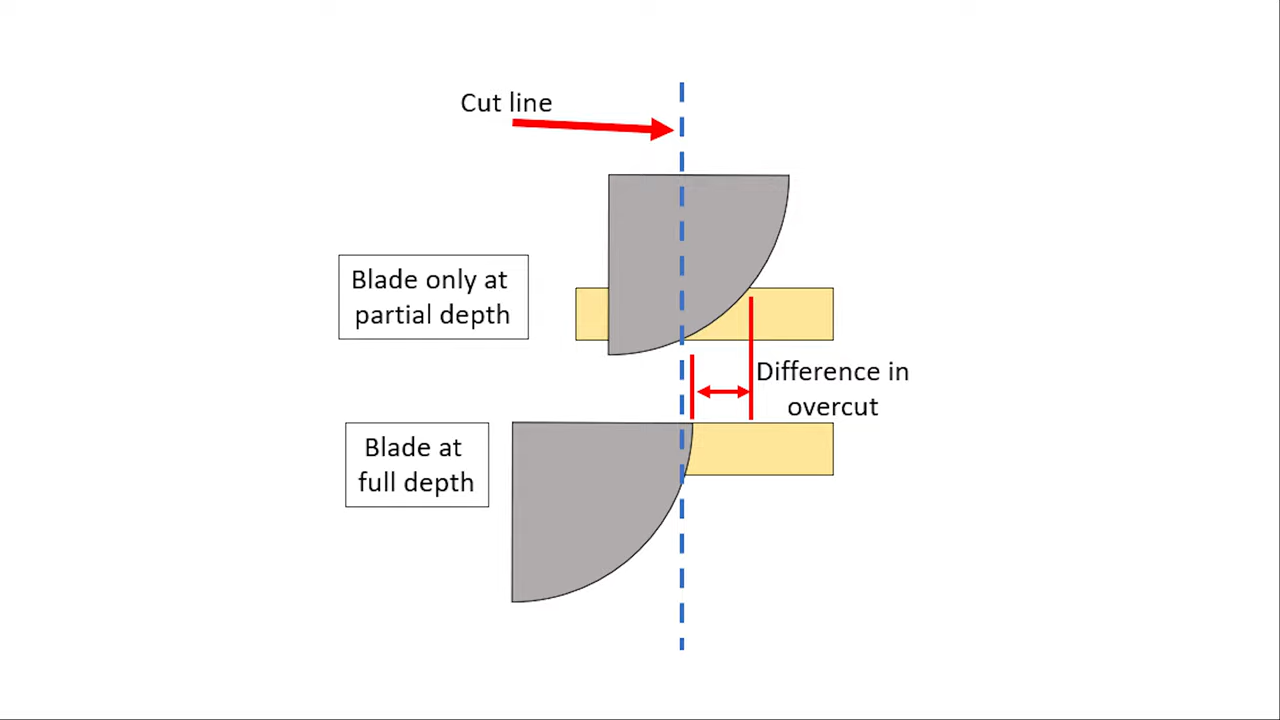 Cut line
Blade only at
partial depth
Difference in
overcut
Blade at
full depth